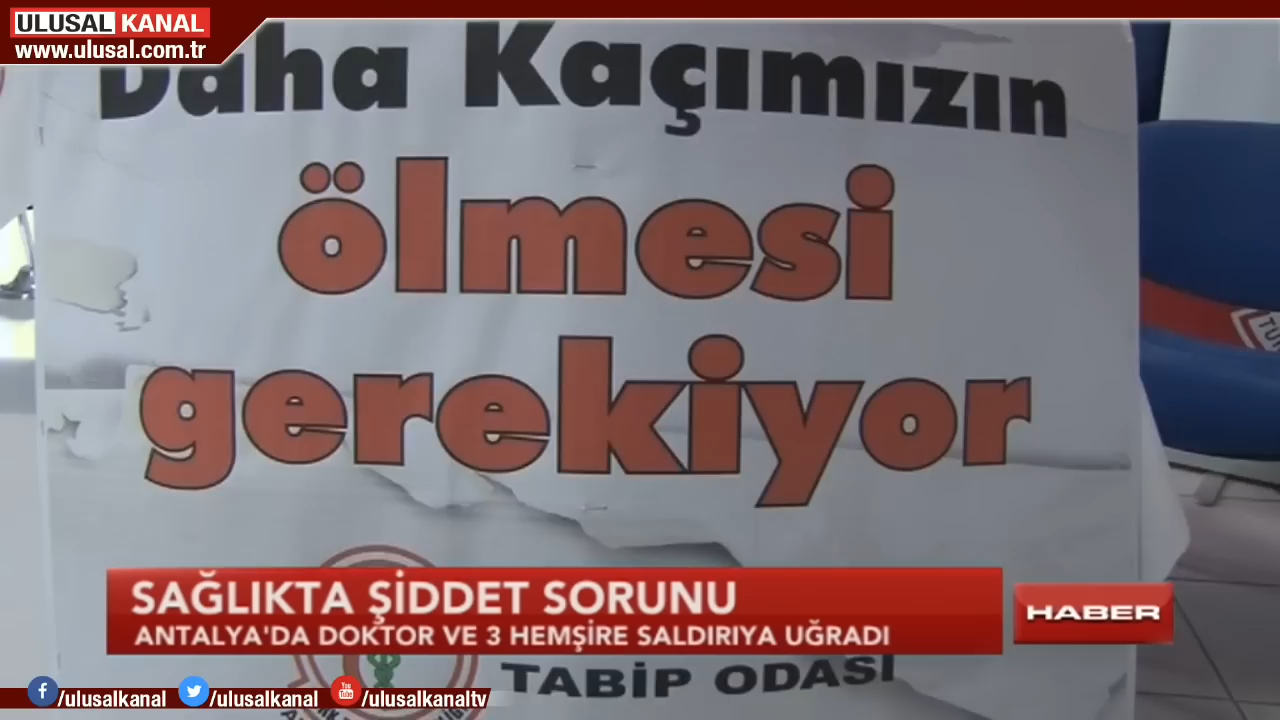 ULUSAL KANAL
www.ulusal.com.tr
Daha Kaçımızın
ölmesi
gerekiyor
SAĞLIKTA ŞİDDET SORUNU
ANTALYA'DA DOKTOR VE 3 HEMŞİRE SALDIRIYA UĞRADI
HABER
TABİP ODASI
/ulusalkanal /ulusalkanal /ulusalkanaltv